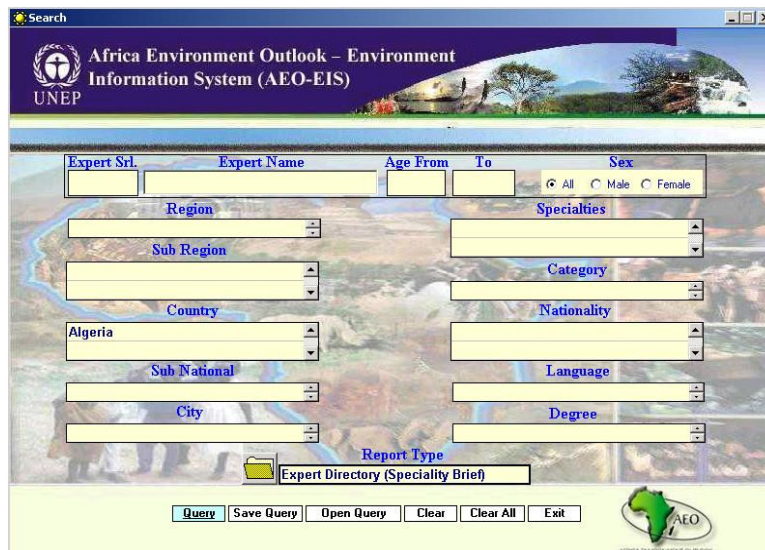 Search
Africa Environment Outlook – Environment
Information System (AEO-EIS)
UNEP
Expert Srl. Expert Name Age From To Sex
All Male Female
Region Specialties
Sub Region
Category
Country Nationality
Algeria
Sub National Language
City Degree
Report Type
Expert Directory (Speciality Brief)
Query Save Query Open Query Clear Clear All Exit
AEO